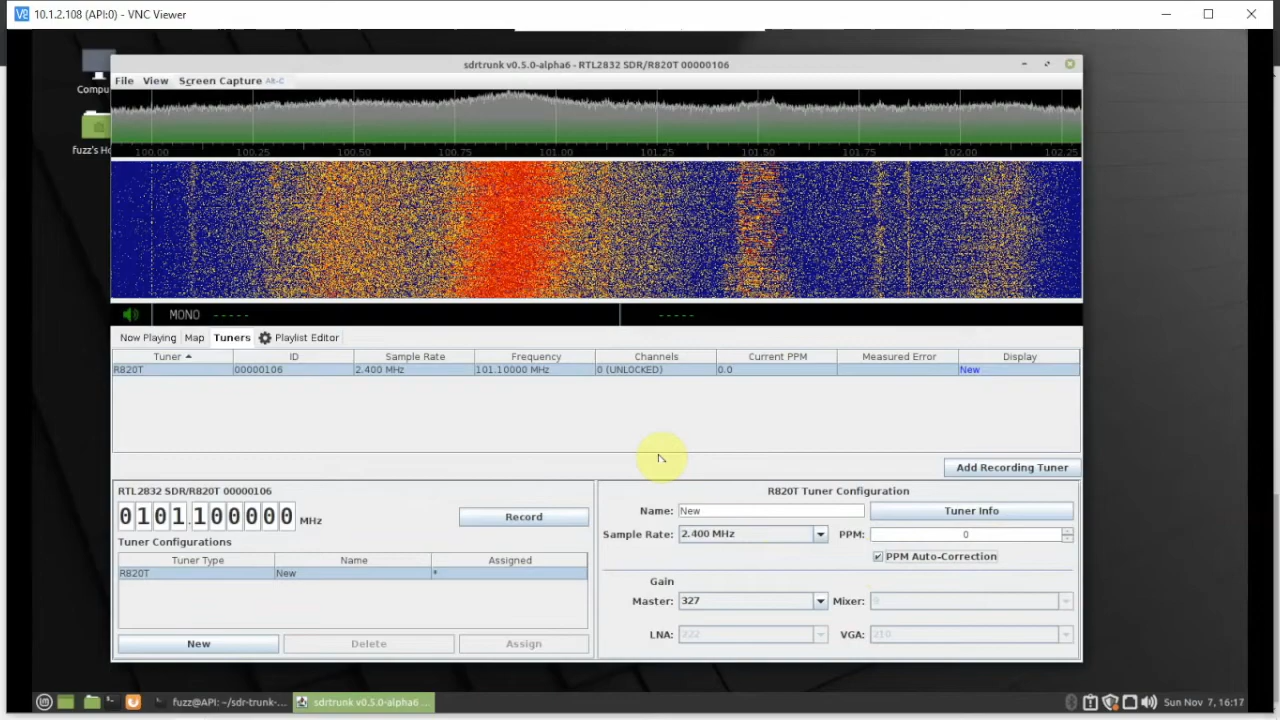 10.1.2.108 (API:0) - VNC Viewer
sdrtrunk v0.5.0-alpha6 - RTL2832 SDR/R820T 00000106
Compu
fuzz's Ho
File View Screen Capture Alt-C
100.00 100.25 100.50 100.75 101.00 101.25 101.50 101.75 102.00 102.25
MONO ----- -----
Now Playing Map Tuners Playlist Editor
Tuner ID Sample Rate Frequency Channels Current PPM Measured Error Display
R820T 00000106 2.400 MHz 101.10000 MHz 0 (UNLOCKED) 0.0 New
Add Recording Tuner
RTL2832 SDR/R820T 00000106
0101.100000 MHz
Record
Tuner Configurations
Tuner Type Name Assigned
R820T New *
New Delete Assign
R820T Tuner Configuration
Name: New Tuner Info
Sample Rate: 2.400 MHz PPM: 0
PPM Auto-Correction
Gain
Master: 327 Mixer:
LNA: 222 VGA: 210
fuzz@API: ~/sdr-trunk-... sdrtrunk v0.5.0-alpha6 ... Sun Nov 7, 16:17